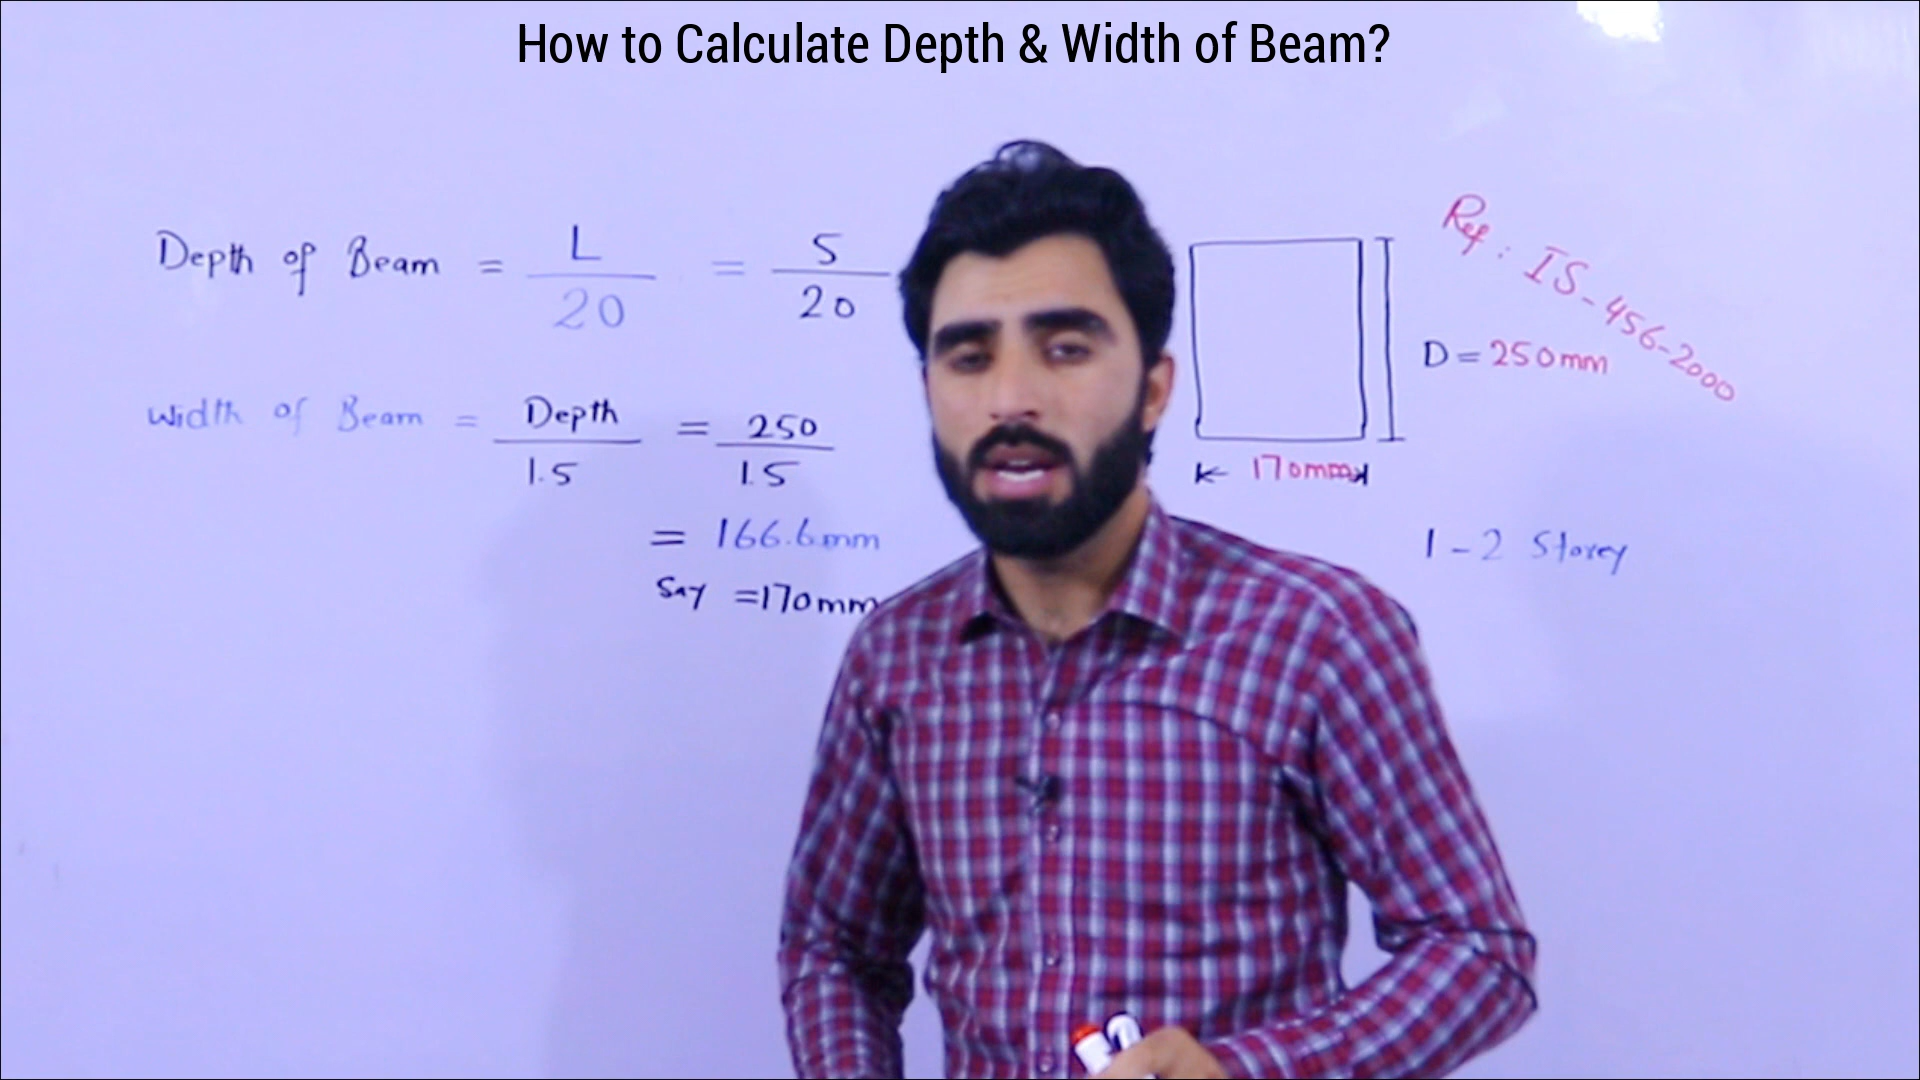 How to Calculate Depth & Width of Beam?
Depth of Beam = L/20 = 5/20
Width of Beam = Depth/1.5 = 250/1.5
= 166.6mm
Say =170mm
Ref: IS-456-2000
D = 250mm
170mm
1-2 Storey